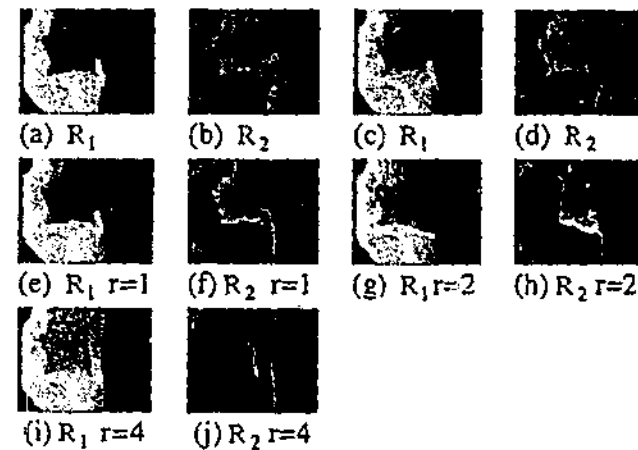 (a) R₁ (b) R₂ (c) R₁ (d) R₂
(e) R₁ r=1 (f) R₂ r=1 (g) R₁ r=2 (h) R₂ r=2
(i) R₁ r=4 (j) R₂ r=4